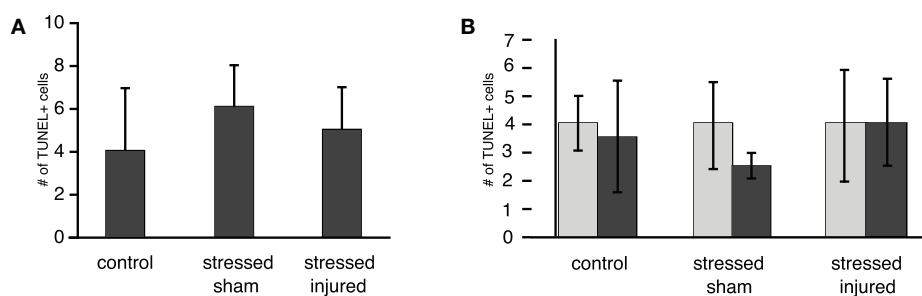 A
# of TUNEL+ cells
10
8
6
4
2
0
control
stressed
sham
stressed
injured
B
# of TUNEL+ cells
7
6
5
4
3
2
1
0
control
stressed
sham
stressed
injured